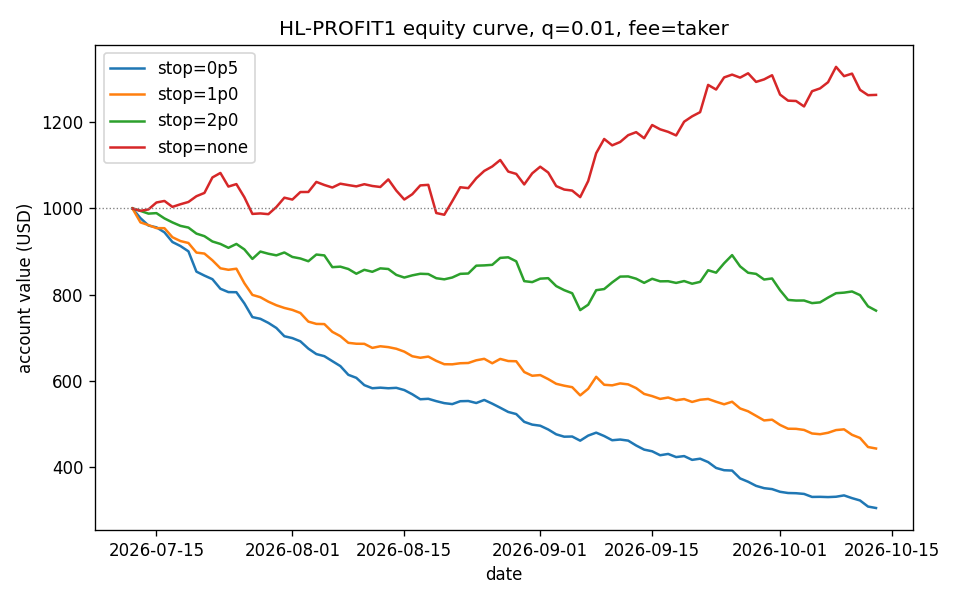 HL-PROFIT1 equity curve, q=0.01, fee=taker
stop=0p5
stop=1p0
stop=2p0
stop=none
account value (USD)
1200
1000
800
600
400
2026-07-15
2026-08-01
2026-08-15
2026-09-01
2026-09-15
2026-10-01
2026-10-15
date